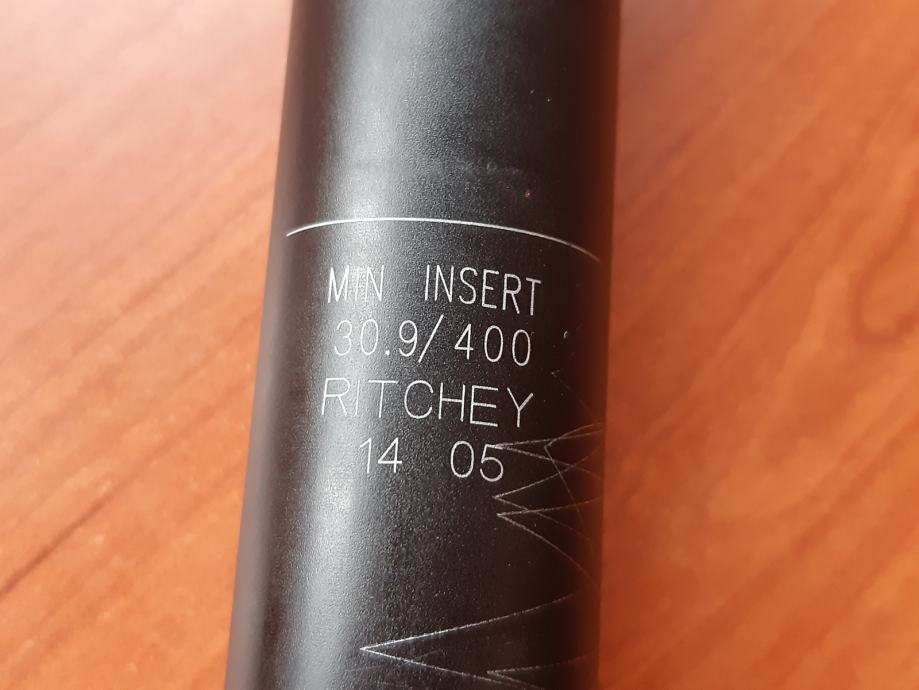 MIN INSERT
30.9/400
RITCHEY
14 05